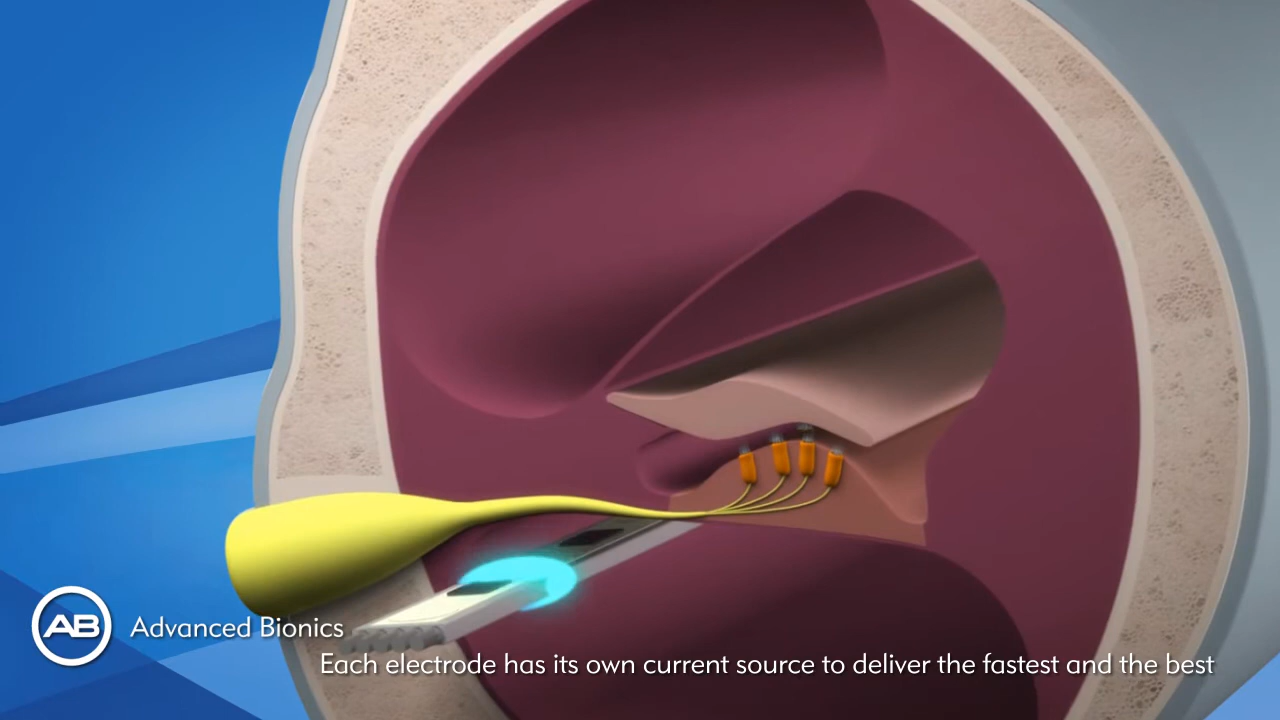 AB
Advanced Bionics
Each electrode has its own current source to deliver the fastest and the best